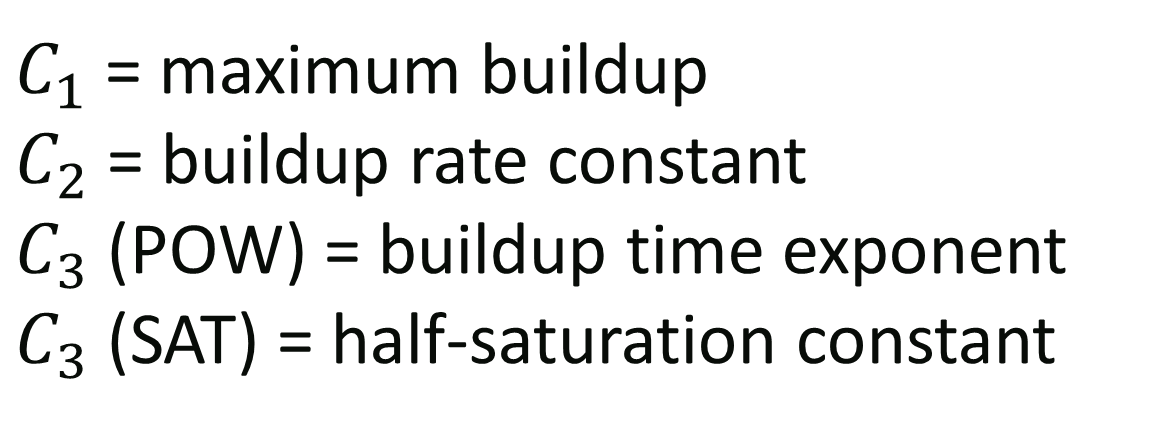 C₁ = maximum buildup
C₂ = buildup rate constant
C₃ (POW) = buildup time exponent
C₃ (SAT) = half-saturation constant